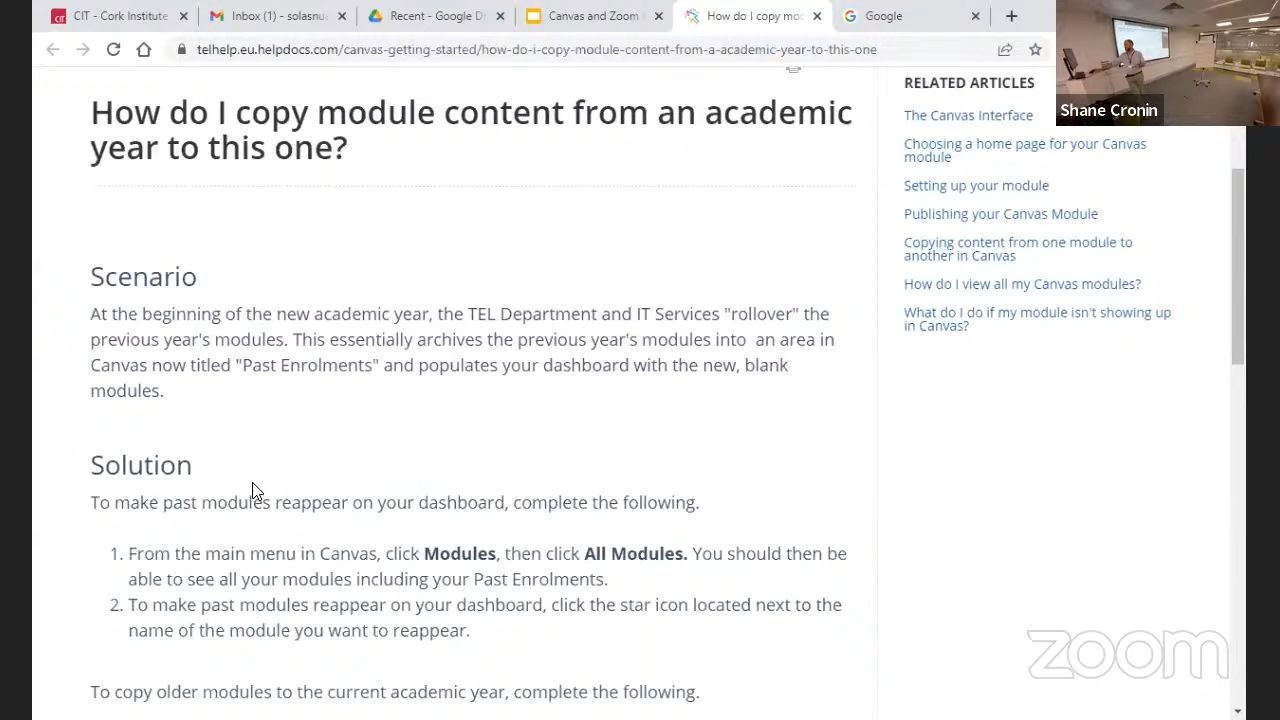 CIT - Cork Institute
Inbox (1) - solasnu
Recent - Google D
Canvas and Zoom
How do I copy mod
Google
telhelp.eu.helpdocs.com/canvas-getting-started/how-do-i-copy-module-content-from-a-academic-year-to-this-one
Shane Cronin
How do I copy module content from an academic
year to this one?
Scenario
At the beginning of the new academic year, the TEL Department and IT Services "rollover" the
previous year's modules. This essentially archives the previous year's modules into an area in
Canvas now titled "Past Enrolments" and populates your dashboard with the new, blank
modules.
Solution
To make past modules reappear on your dashboard, complete the following.
1. From the main menu in Canvas, click Modules, then click All Modules. You should then be
able to see all your modules including your Past Enrolments.
2. To make past modules reappear on your dashboard, click the star icon located next to the
name of the module you want to reappear.
To copy older modules to the current academic year, complete the following.
RELATED ARTICLES
The Canvas Interface
Choosing a home page for your Canvas
module
Setting up your module
Publishing your Canvas Module
Copying content from one module to
another in Canvas
How do I view all my Canvas modules?
What do I do if my module isn't showing up
in Canvas?
zoom